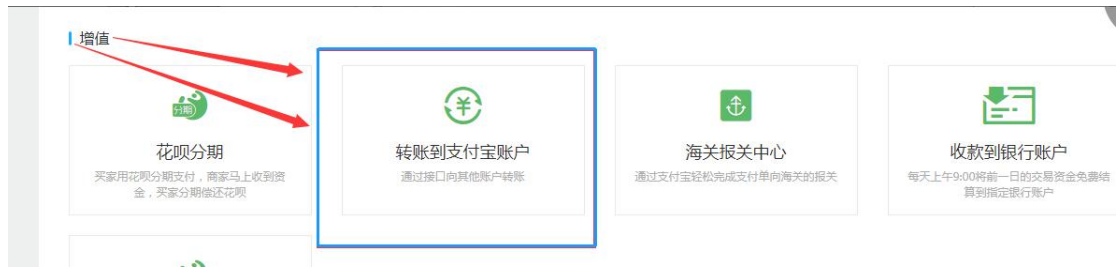 增值
分期
花呗分期
买家用花呗分期支付，商家马上收到资
金，买家分期偿还花呗
转账到支付宝账户
通过接口向其他账户转账
海关报关中心
通过支付宝轻松完成支付单向海关的报关
收款到银行账户
每天上午9:00将前一日的交易资金免费结
算到指定银行账户